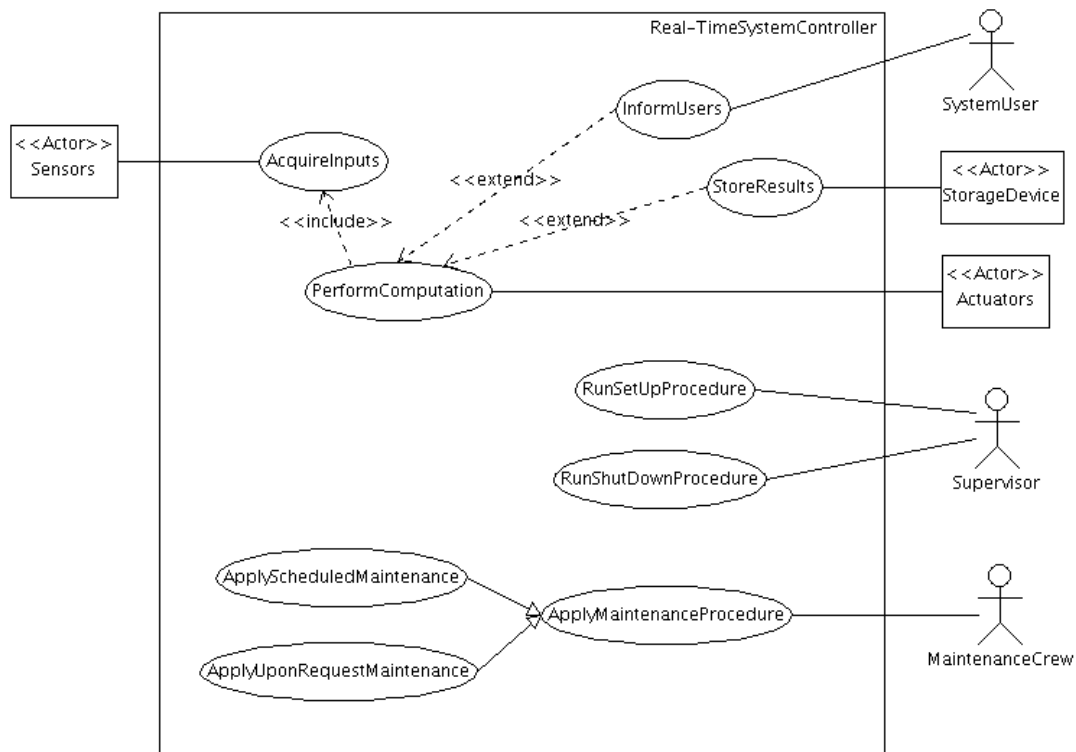 Real-TimeSystemController
SystemUser
InformUsers
<<Actor>>
Sensors
AcquireInputs
<<extend>>
StoreResults
<<Actor>>
StorageDevice
<<include>>
<<extend>>
PerformComputation
<<Actor>>
Actuators
RunSetUpProcedure
RunShutDownProcedure
Supervisor
ApplyScheduledMaintenance
ApplyMaintenanceProcedure
ApplyUponRequestMaintenance
MaintenanceCrew